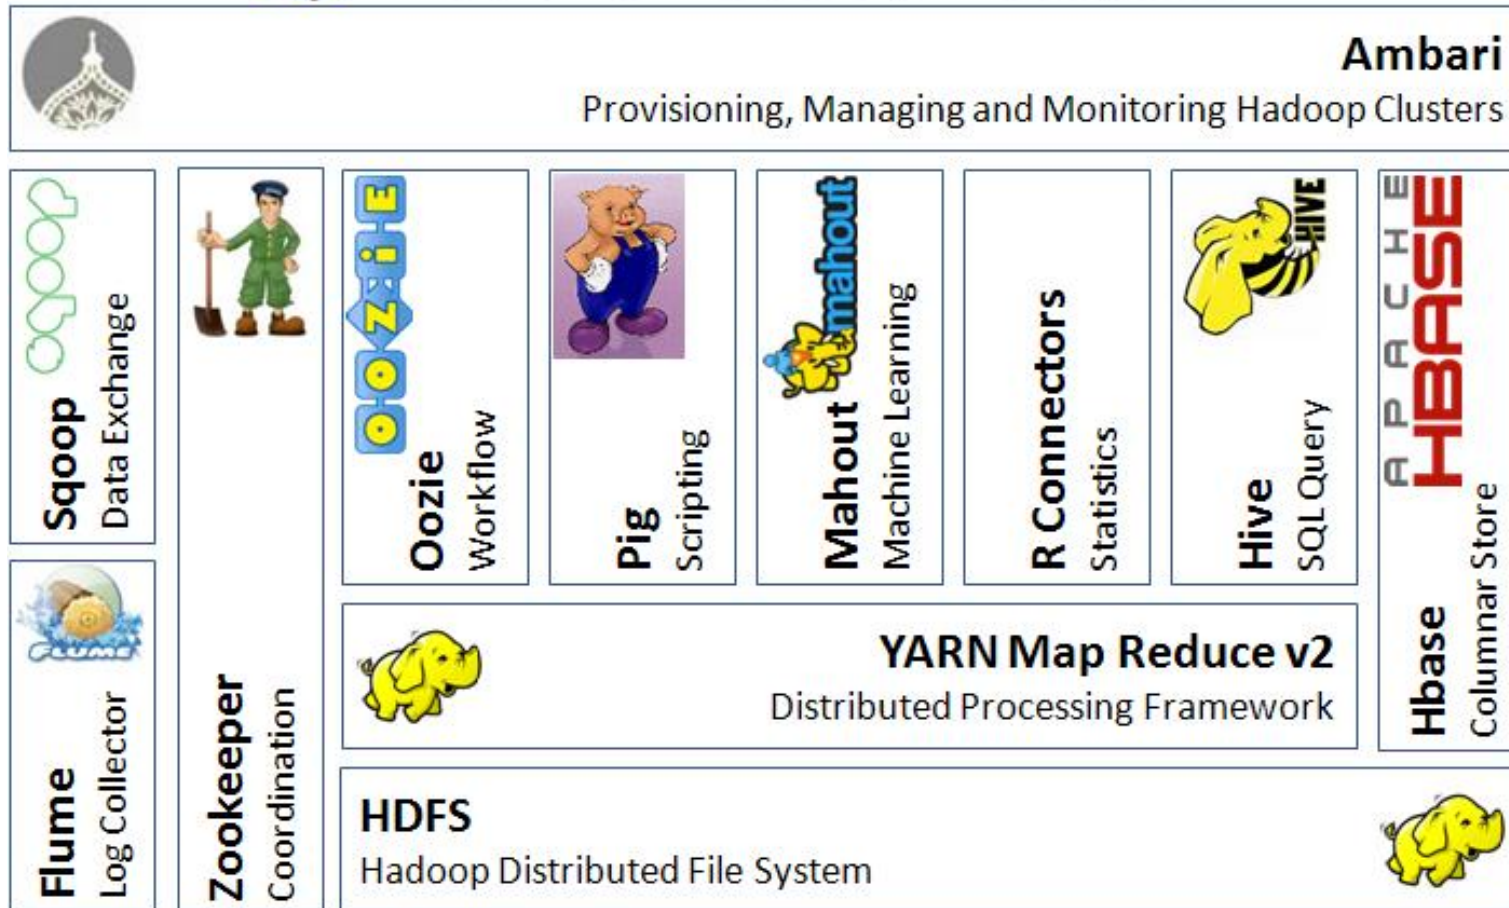 Ambari
Provisioning, Managing and Monitoring Hadoop Clusters
Sqoop
Data Exchange
Zookeeper
Coordination
OOZIE
Oozie
Workflow
Pig
Scripting
mahout
Mahout
Machine Learning
R Connectors
Statistics
HIVE
Hive
SQL Query
APACHE
HBASE
Hbase
Columnar Store
FLUME
Flume
Log Collector
YARN Map Reduce v2
Distributed Processing Framework
HDFS
Hadoop Distributed File System